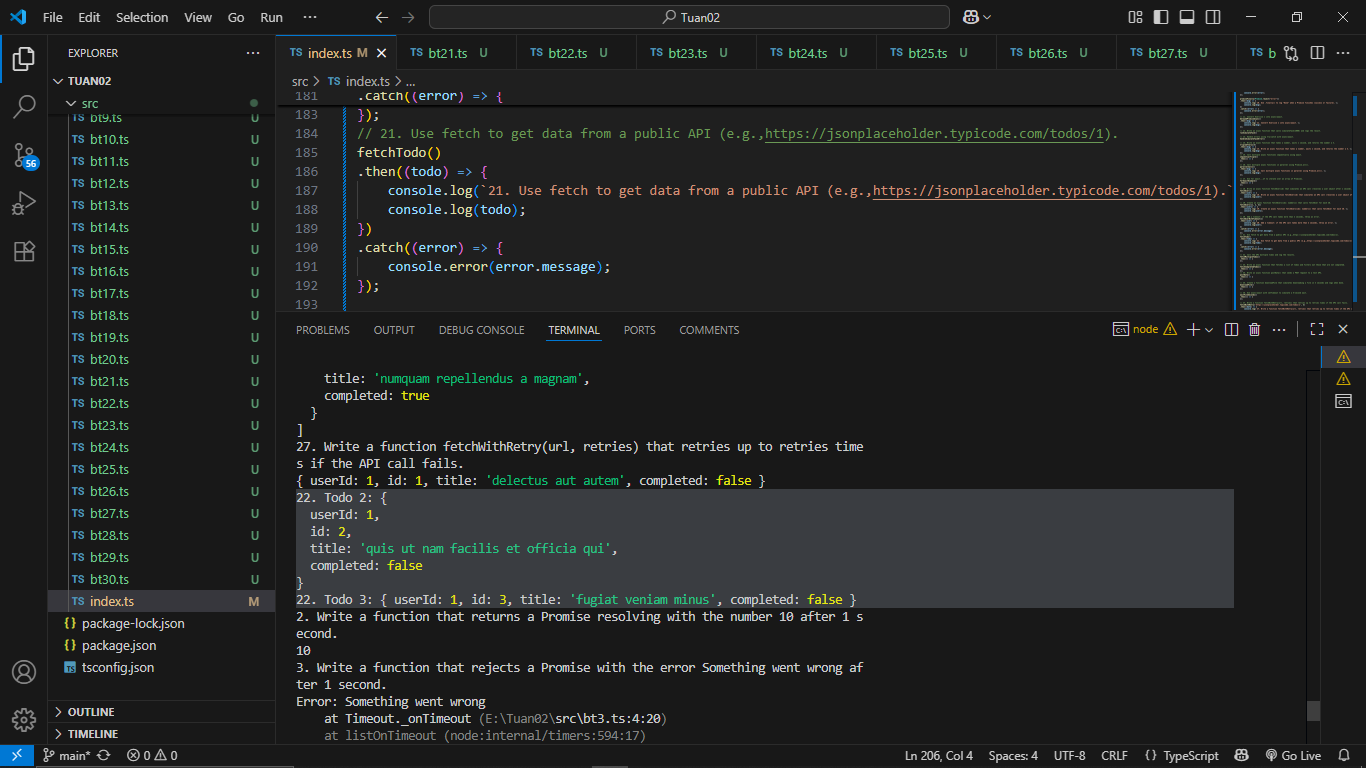 File Edit Selection View Go Run ··· Tuan02
EXPLORER ···
TUAN02
src
bt9.ts U
TS bt10.ts U
TS bt11.ts U
TS bt12.ts U
TS bt13.ts U
TS bt14.ts U
TS bt15.ts U
TS bt16.ts U
TS bt17.ts U
TS bt18.ts U
TS bt19.ts U
TS bt20.ts U
TS bt21.ts U
TS bt22.ts U
TS bt23.ts U
TS bt24.ts U
TS bt25.ts U
TS bt26.ts U
TS bt27.ts U
TS bt28.ts U
TS bt29.ts U
TS bt30.ts U
TS index.ts M
{} package-lock.json
{} package.json
TS tsconfig.json
OUTLINE
TIMELINE
56
TS index.ts M TS bt21.ts U TS bt22.ts U TS bt23.ts U TS bt24.ts U TS bt25.ts U TS bt26.ts U TS bt27.ts U TS b
src > TS index.ts > ...
181 .catch((error) => {
183 });
184 // 21. Use fetch to get data from a public API (e.g.,https://jsonplaceholder.typicode.com/todos/1).
185 fetchTodo()
186 .then((todo) => {
187 console.log(`21. Use fetch to get data from a public API (e.g.,https://jsonplaceholder.typicode.com/todos/1).`
188 console.log(todo);
189 })
190 .catch((error) => {
191 console.error(error.message);
192 });
193
PROBLEMS OUTPUT DEBUG CONSOLE TERMINAL PORTS COMMENTS node
title: 'numquam repellendus a magnam',
completed: true
}
]
27. Write a function fetchWithRetry(url, retries) that retries up to retries time
s if the API call fails.
{ userId: 1, id: 1, title: 'delectus aut autem', completed: false }
22. Todo 2: {
userId: 1,
id: 2,
title: 'quis ut nam facilis et officia qui',
completed: false
}
22. Todo 3: { userId: 1, id: 3, title: 'fugiat veniam minus', completed: false }
2. Write a function that returns a Promise resolving with the number 10 after 1 s
econd.
10
3. Write a function that rejects a Promise with the error Something went wrong af
ter 1 second.
Error: Something went wrong
at Timeout._onTimeout (E:\Tuan02\src\bt3.ts:4:20)
at listOnTimeout (node:internal/timers:594:17)
main* 0 0 Ln 206, Col 4 Spaces: 4 UTF-8 CRLF {} TypeScript Go Live